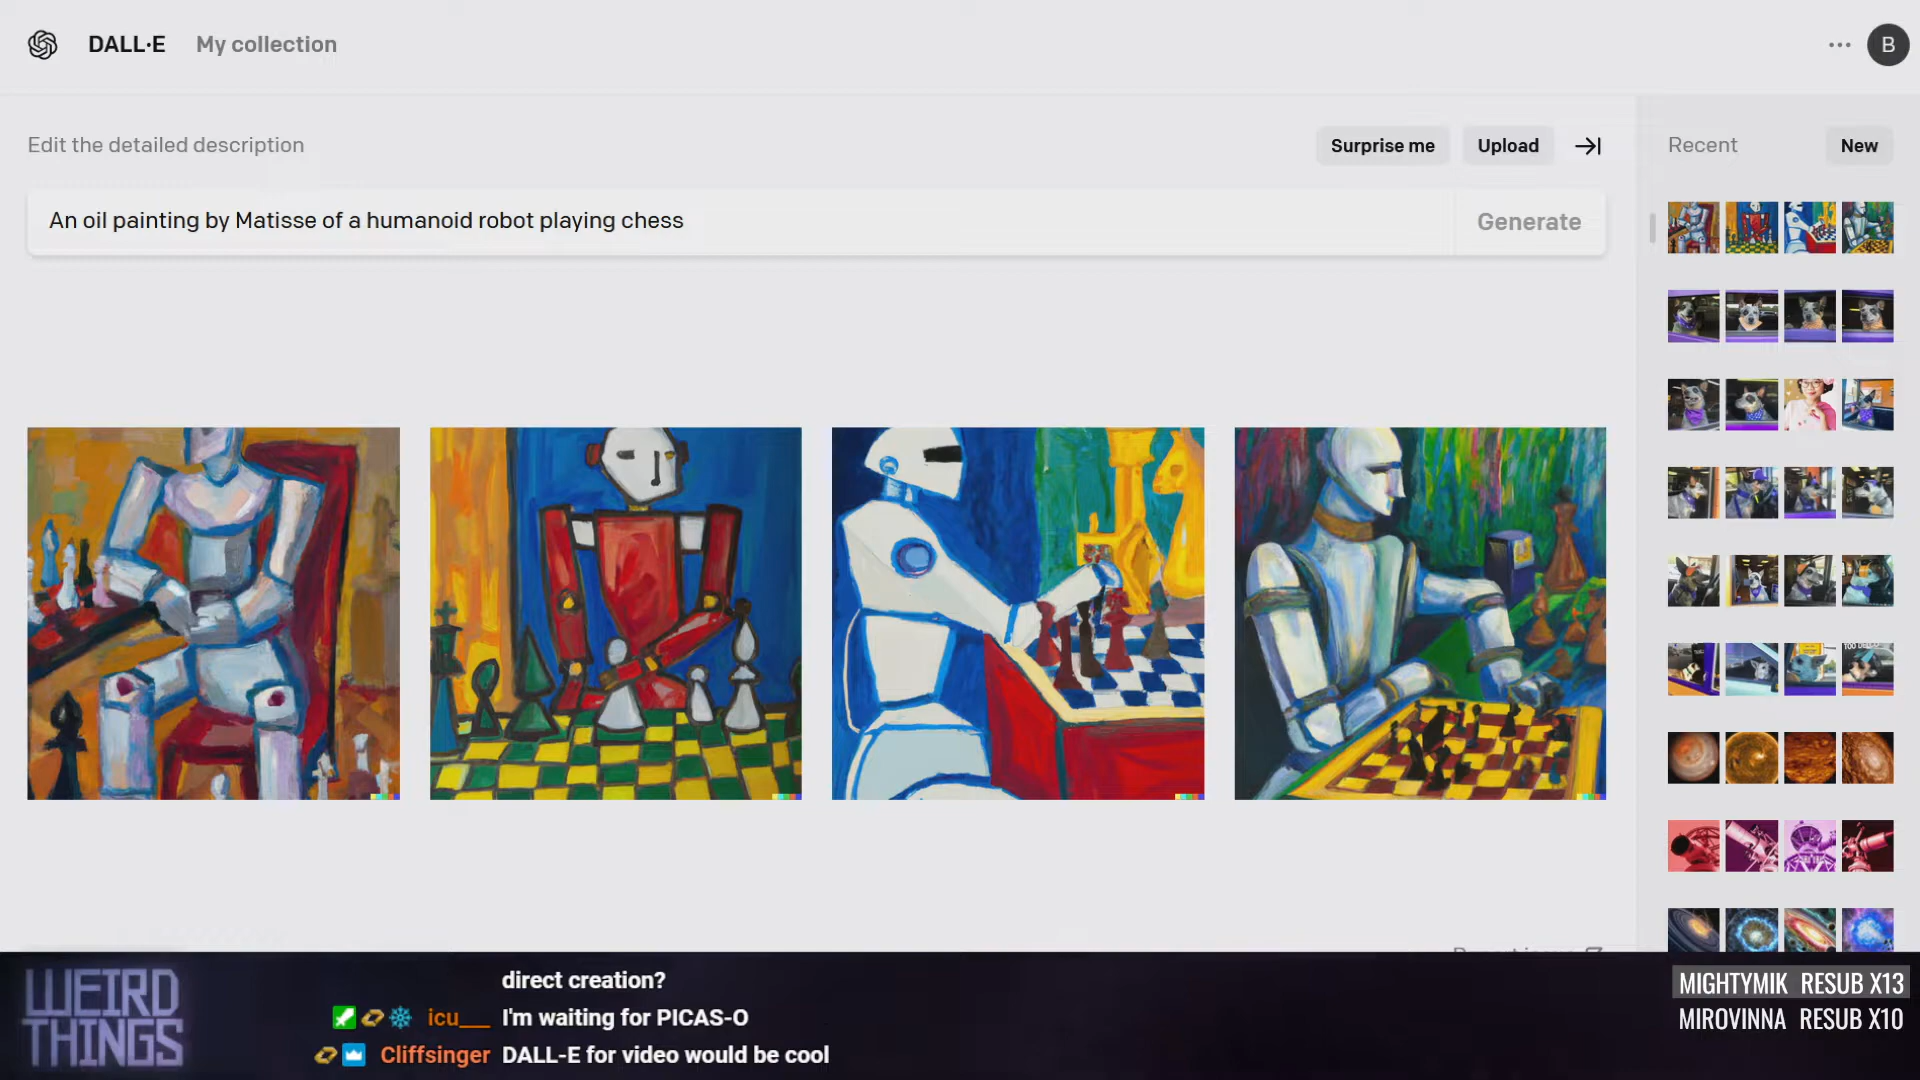 DALL·E My collection
B
Edit the detailed description
Surprise me Upload
Recent New
An oil painting by Matisse of a humanoid robot playing chess
Generate
direct creation?
icu__ I'm waiting for PICAS-O
Cliffsinger DALL-E for video would be cool
WEIRD
THINGS
MIGHTYMIK RESUB X13
MIROVINNA RESUB X10